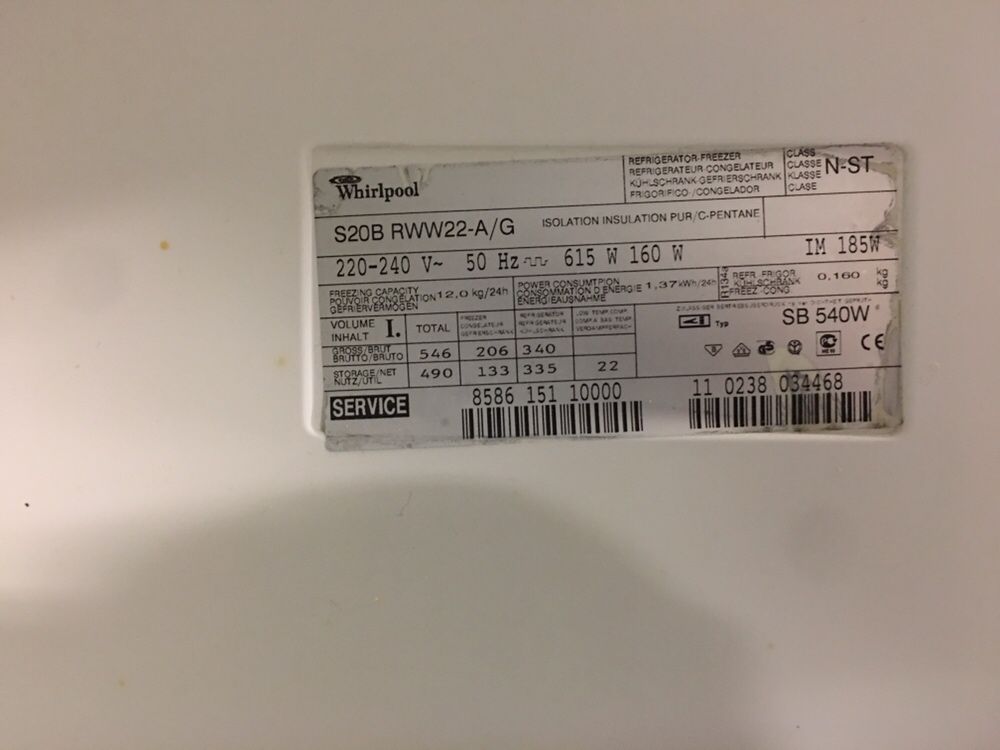 Whirlpool
REFRIGERATOR-FREEZER
REFRIGERATEUR-CONGELATEUR
KÜHLSCHRANK-GEFRIERSCHRANK
FRIGORIFICO-/CONGELADOR
CLASS
CLASSE
KLASSE
CLASE
N-ST
S20B RWW22-A/G
ISOLATION INSULATION PUR/C-PENTANE
220-240 V~ 50 Hz 615 W 160 W IM 185W
FREEZING CAPACITY
POUVOIR CONGELATION
GEFRIERVERMÖGEN
12,0 kg/24h
POWER CONSUMTPION
CONSOMMATION D ENERGIE
ENERGIEAUSNAHME
1,37 kWh/24h
R134a
REFR.-FRIGOR
KÜHLSCHRANK
FREEZ-CONG.
0,160 kg
kg
VOLUME
INHALT
l.
TOTAL
FREEZER
CONGELATEUR
GEFRIERSCHRANK
REFRIGERATOR
REFRIGERATEUR
KÜHLSCHRANK
LOW TEMP.COMP.
Typ
SB 540W
GROSS/BRUT
BRUTTO/BRUTO
546 206 340
STORAGE/NET
NUTZ/UTIL
490 133 335 22
CE
SERVICE
8586 151 10000
11 0238 034468